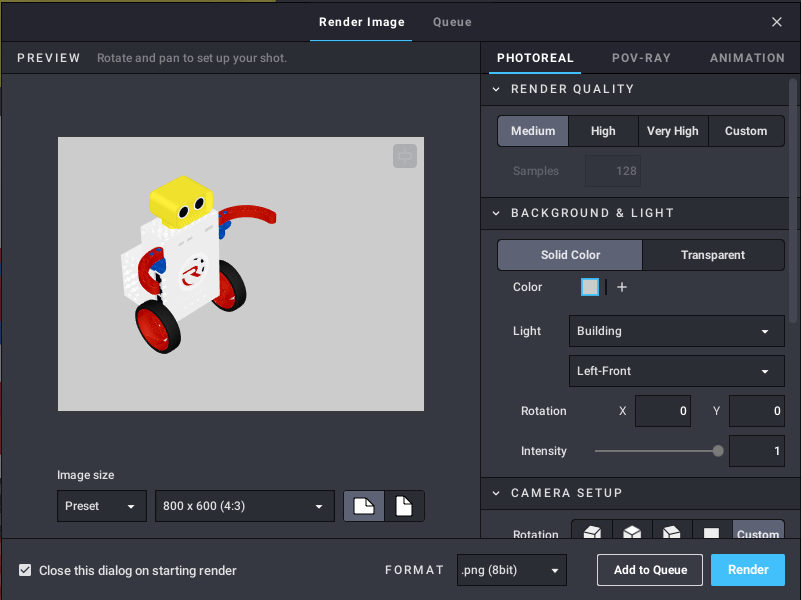 Render Image Queue
PREVIEW Rotate and pan to set up your shot.
PHOTOREAL POV-RAY ANIMATION
RENDER QUALITY
Medium High Very High Custom
Samples 128
BACKGROUND & LIGHT
Solid Color Transparent
Color
Light Building
Left-Front
Rotation X 0 Y 0
Intensity 1
CAMERA SETUP
Rotation Custom
Image size
Preset 800 x 600 (4:3)
Close this dialog on starting render
FORMAT .png (8bit) Add to Queue Render